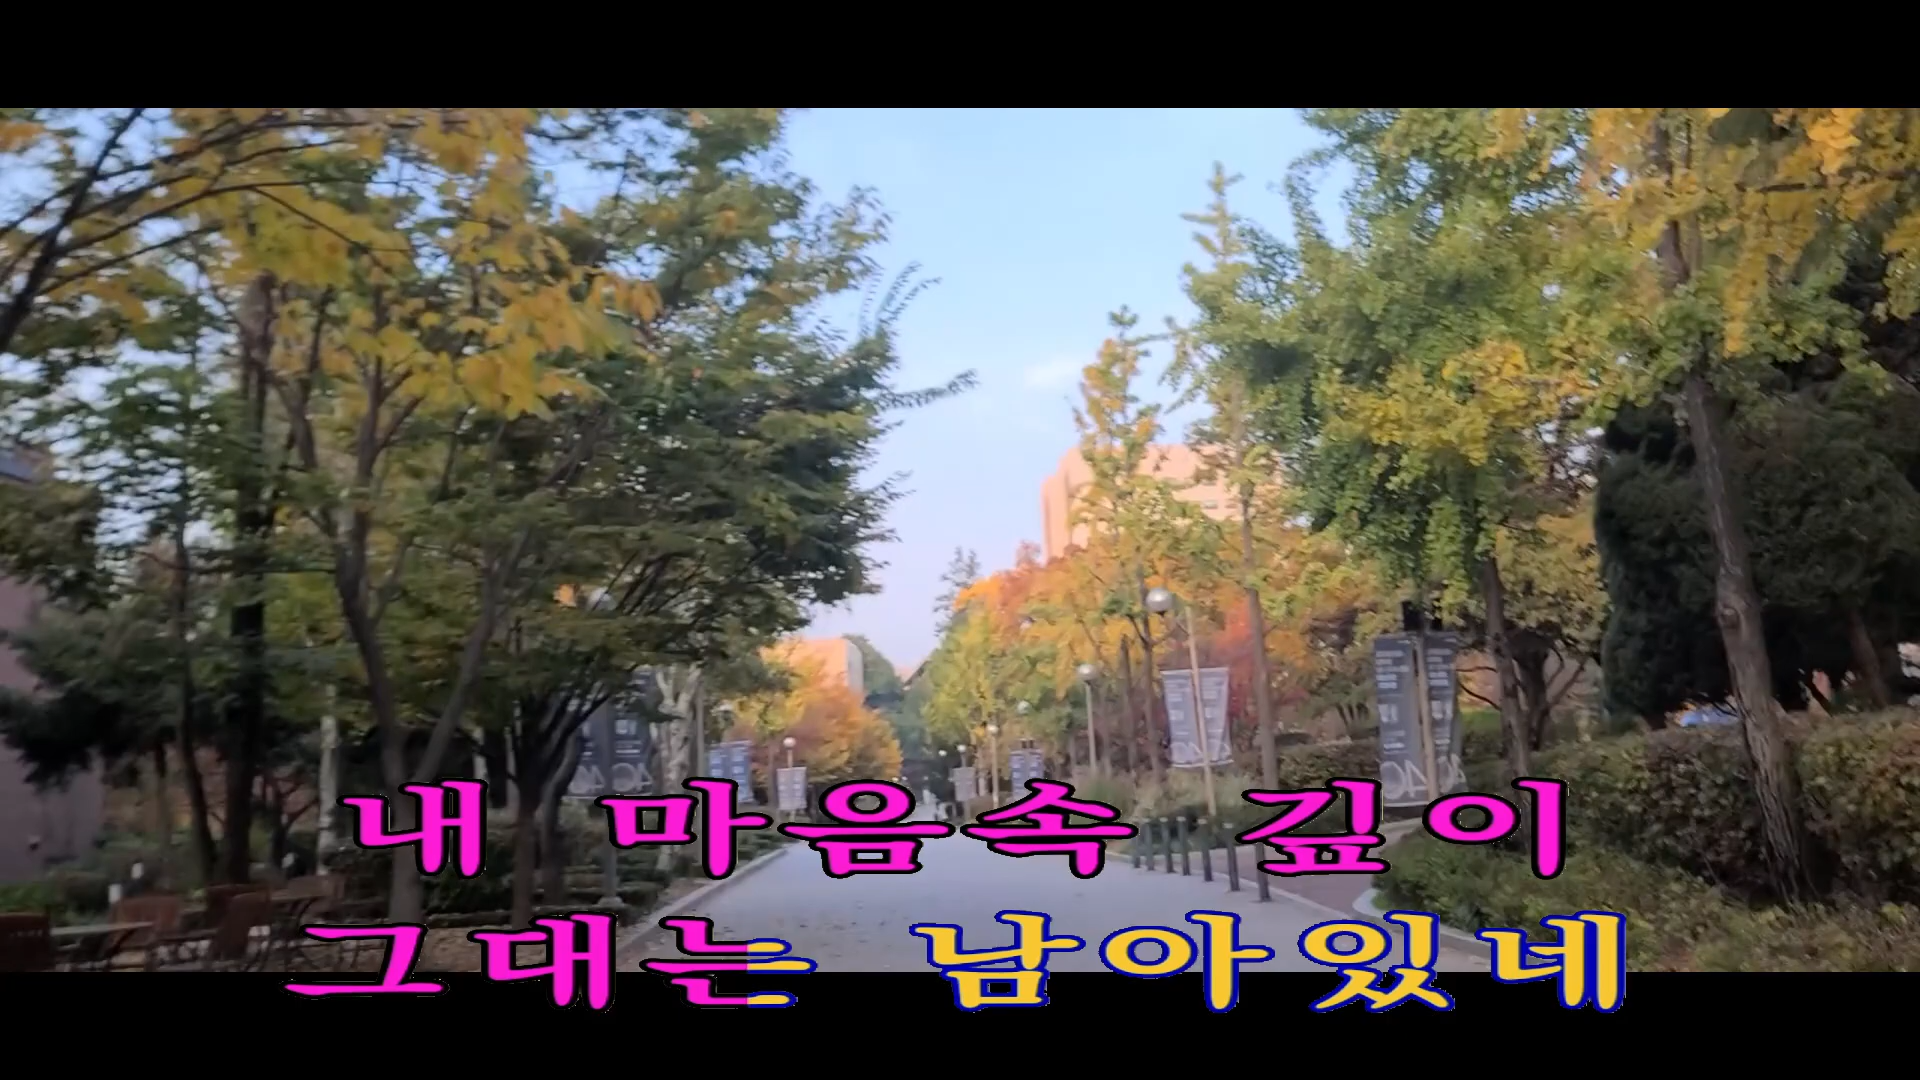 내 마음속 깊이
그대는 남아있네